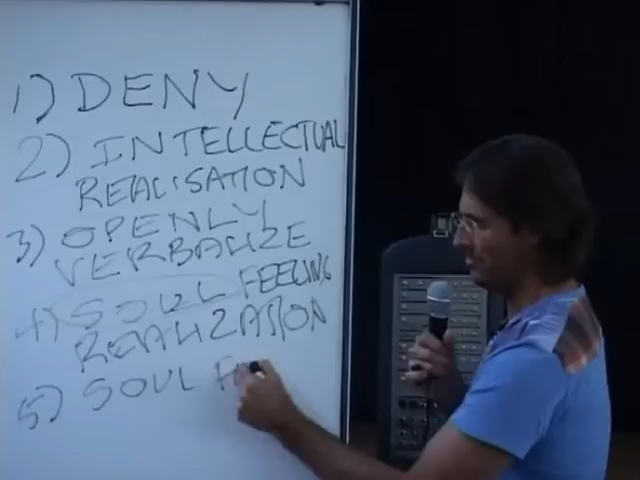 1) DENY
2) INTELLECTUAL
REALISATION
3) OPENLY
VERBALIZE
4) SOUL FEELING
REALIZATION
5) SOUL